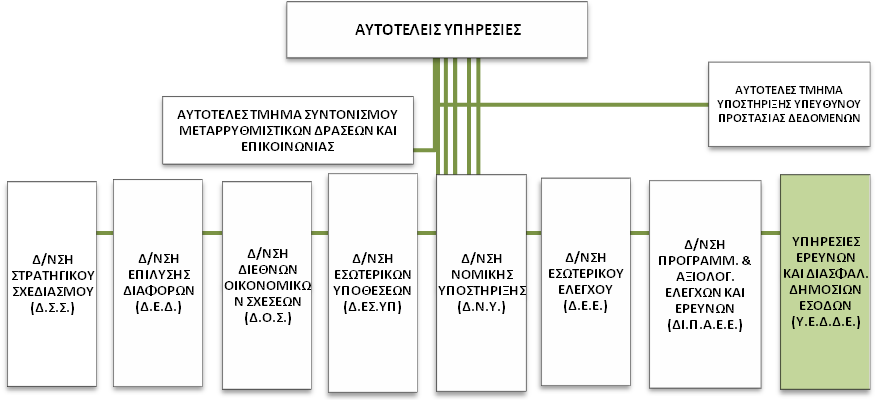 ΑΥΤΟΤΕΛΕΙΣ ΥΠΗΡΕΣΙΕΣ
ΑΥΤΟΤΕΛΕΣ ΤΜΗΜΑ ΣΥΝΤΟΝΙΣΜΟΥ
ΜΕΤΑΡΡΥΘΜΙΣΤΙΚΩΝ ΔΡΑΣΕΩΝ ΚΑΙ
ΕΠΙΚΟΙΝΩΝΙΑΣ
ΑΥΤΟΤΕΛΕΣ ΤΜΗΜΑ
ΥΠΟΣΤΗΡΙΞΗΣ ΥΠΕΥΘΥΝΟΥ
ΠΡΟΣΤΑΣΙΑΣ ΔΕΔΟΜΕΝΩΝ
Δ/ΝΣΗ
ΣΤΡΑΤΗΓΙΚΟΥ
ΣΧΕΔΙΑΣΜΟΥ
(Δ.Σ.Σ.)
Δ/ΝΣΗ
ΕΠΙΛΥΣΗΣ
ΔΙΑΦΟΡΩΝ
(Δ.Ε.Δ.)
Δ/ΝΣΗ
ΔΙΕΘΝΩΝ
ΟΙΚΟΝΟΜΙΚΩ
Ν ΣΧΕΣΕΩΝ
(Δ.Ο.Σ.)
Δ/ΝΣΗ
ΕΣΩΤΕΡΙΚΩΝ
ΥΠΟΘΕΣΕΩΝ
(Δ.ΕΣ.ΥΠ)
Δ/ΝΣΗ
ΝΟΜΙΚΗΣ
ΥΠΟΣΤΗΡΙΞΗΣ
(Δ.Ν.Υ.)
Δ/ΝΣΗ
ΕΣΩΤΕΡΙΚΟΥ
ΕΛΕΓΧΟΥ
(Δ.Ε.Ε.)
Δ/ΝΣΗ
ΠΡΟΓΡΑΜΜ. &
ΑΞΙΟΛΟΓ.
ΕΛΕΓΧΩΝ ΚΑΙ
ΕΡΕΥΝΩΝ
(ΔΙ.Π.Α.Ε.Ε.)
ΥΠΗΡΕΣΙΕΣ
ΕΡΕΥΝΩΝ
ΚΑΙ ΔΙΑΣΦΑΛ.
ΔΗΜΟΣΙΩΝ
ΕΣΟΔΩΝ
(Υ.Ε.Δ.Δ.Ε.)